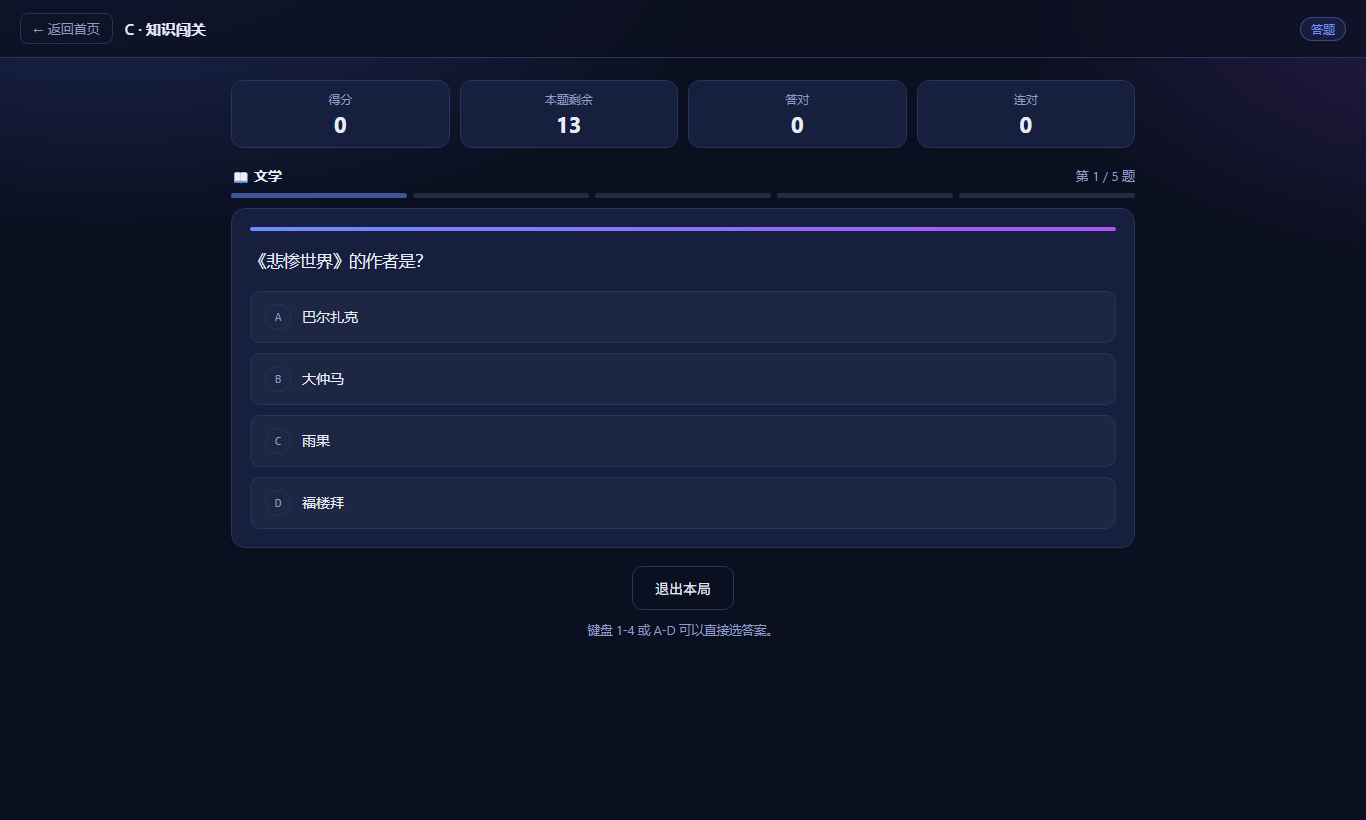 ← 返回首页
C · 知识闯关
答题
得分
0
本题剩余
13
答对
0
连对
0
文学
第 1 / 5 题
《悲惨世界》的作者是?
A 巴尔扎克
B 大仲马
C 雨果
D 福楼拜
退出本局
键盘 1-4 或 A-D 可以直接选答案。